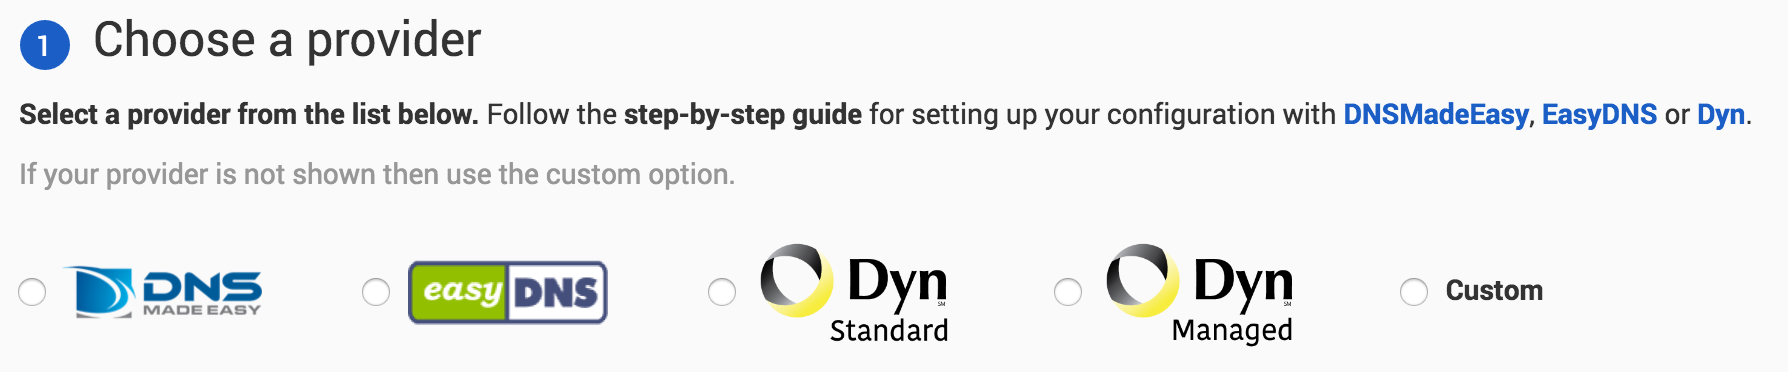 1 Choose a provider
Select a provider from the list below. Follow the step-by-step guide for setting up your configuration with DNSMadeEasy, EasyDNS or Dyn.
If your provider is not shown then use the custom option.
DNS
MADE EASY
easyDNS
Dyn SM
Standard
Dyn SM
Managed
Custom